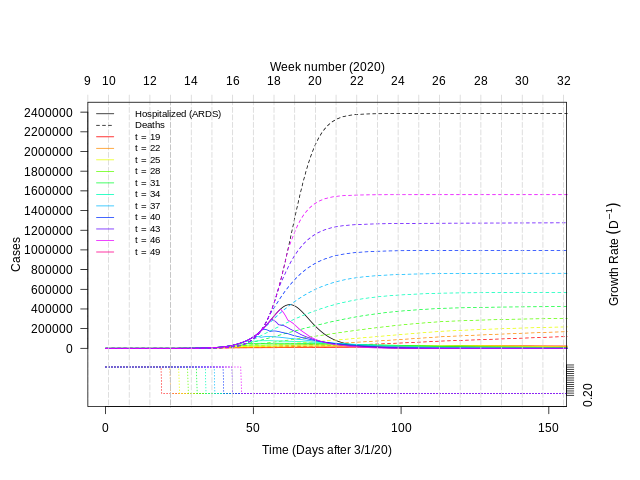 Week number (2020)
9 10 12 14 16 18 20 22 24 26 28 30 32
2400000
2200000
2000000
1800000
1600000
1400000
1200000
1000000
800000
600000
400000
200000
0
Cases
Hospitalized (ARDS)
Deaths
t = 19
t = 22
t = 25
t = 28
t = 31
t = 34
t = 37
t = 40
t = 43
t = 46
t = 49
Growth Rate (D⁻¹)
0.20
0 50 100 150
Time (Days after 3/1/20)